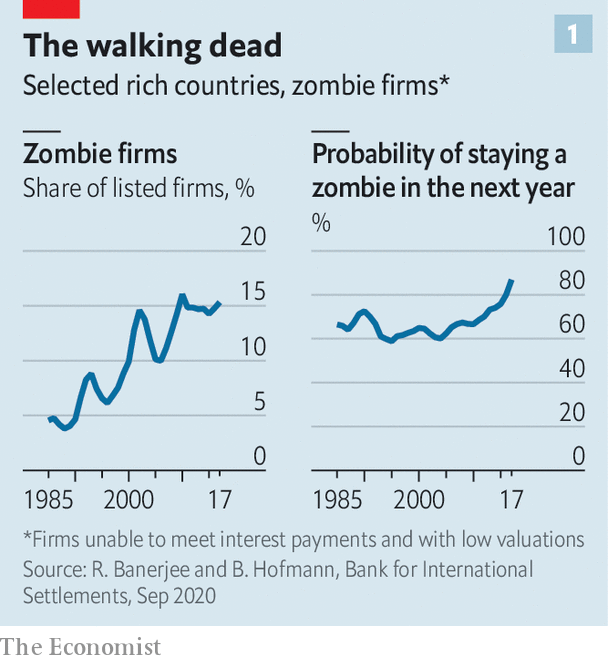 1
The walking dead
Selected rich countries, zombie firms*
Zombie firms
Share of listed firms, %
20
15
10
5
0
1985 2000 17
Probability of staying a
zombie in the next year
%
100
80
60
40
20
0
1985 2000 17
*Firms unable to meet interest payments and with low valuations
Source: R. Banerjee and B. Hofmann, Bank for International
Settlements, Sep 2020
The Economist